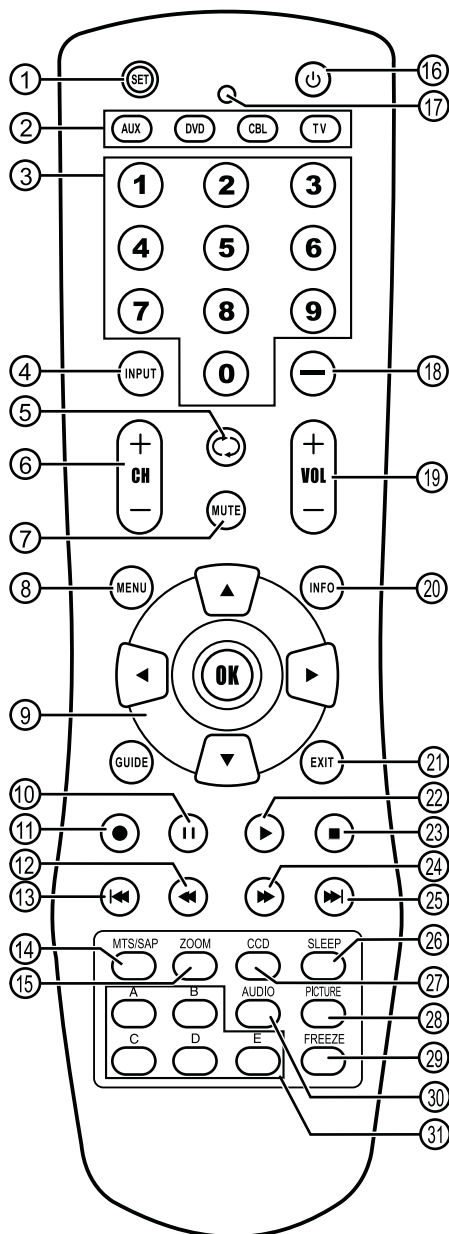 1 SET 16
17
2 AUX DVD CBL TV
3 1 2 3
4 5 6
7 8 9
4 INPUT 0 — 18
5
6 + CH — + VOL — 19
7 MUTE
8 MENU INFO 20
OK
9
GUIDE EXIT 21
10 22
11 23
12 24
13 25
14 MTS/SAP ZOOM CCD SLEEP 26
15 27
A B AUDIO PICTURE 28
C D E FREEZE 29
30
31